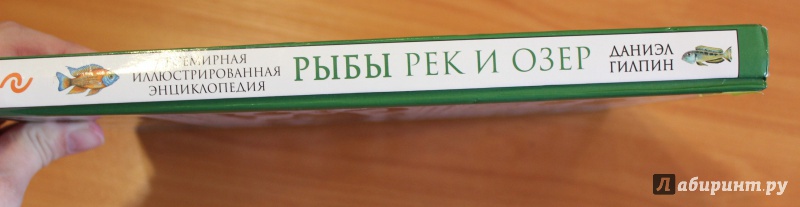 ВСЕМИРНАЯ
ИЛЛЮСТРИРОВАННАЯ
ЭНЦИКЛОПЕДИЯ
РЫБЫ РЕК И ОЗЕР
ДАНИЭЛ
ГИЛПИН
Лабиринт.ру